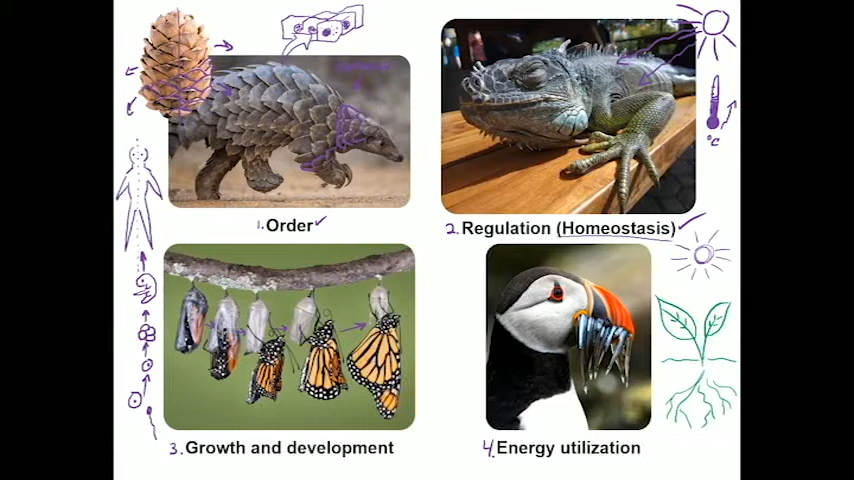 1. Order ✓
2. Regulation (Homeostasis) ✓
°C
3. Growth and development
4. Energy utilization